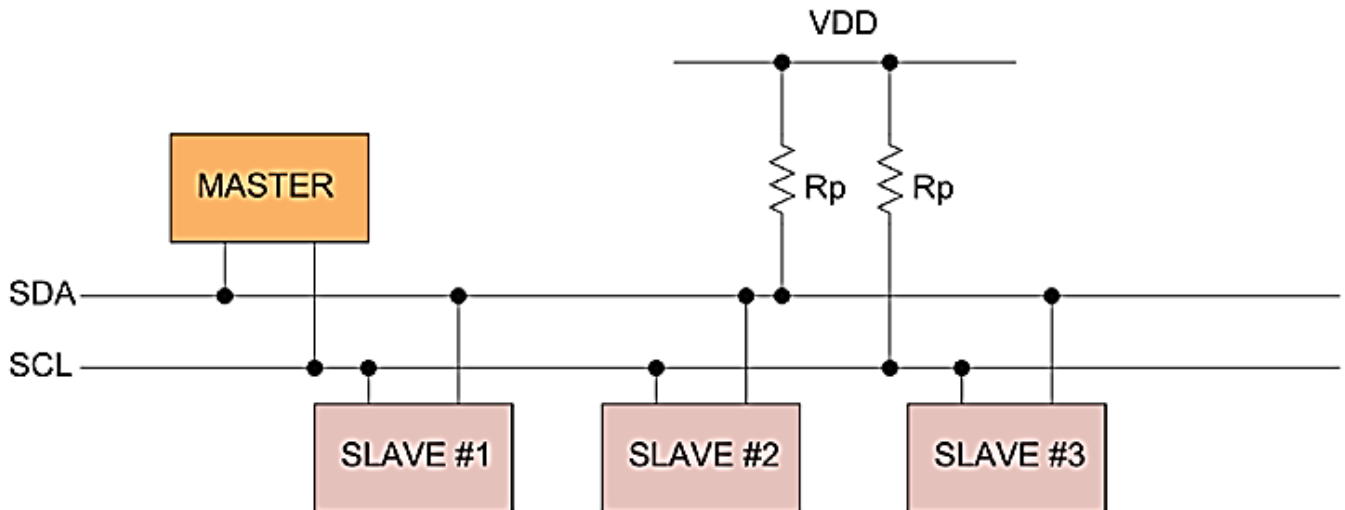 VDD
MASTER
Rp
Rp
SDA
SCL
SLAVE #1
SLAVE #2
SLAVE #3